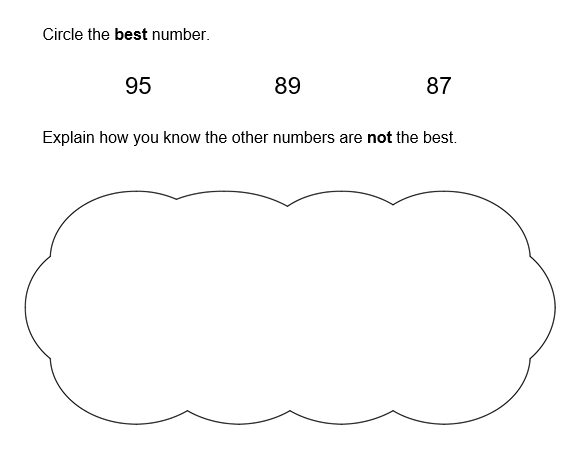 Circle the best number.
95 89 87
Explain how you know the other numbers are not the best.